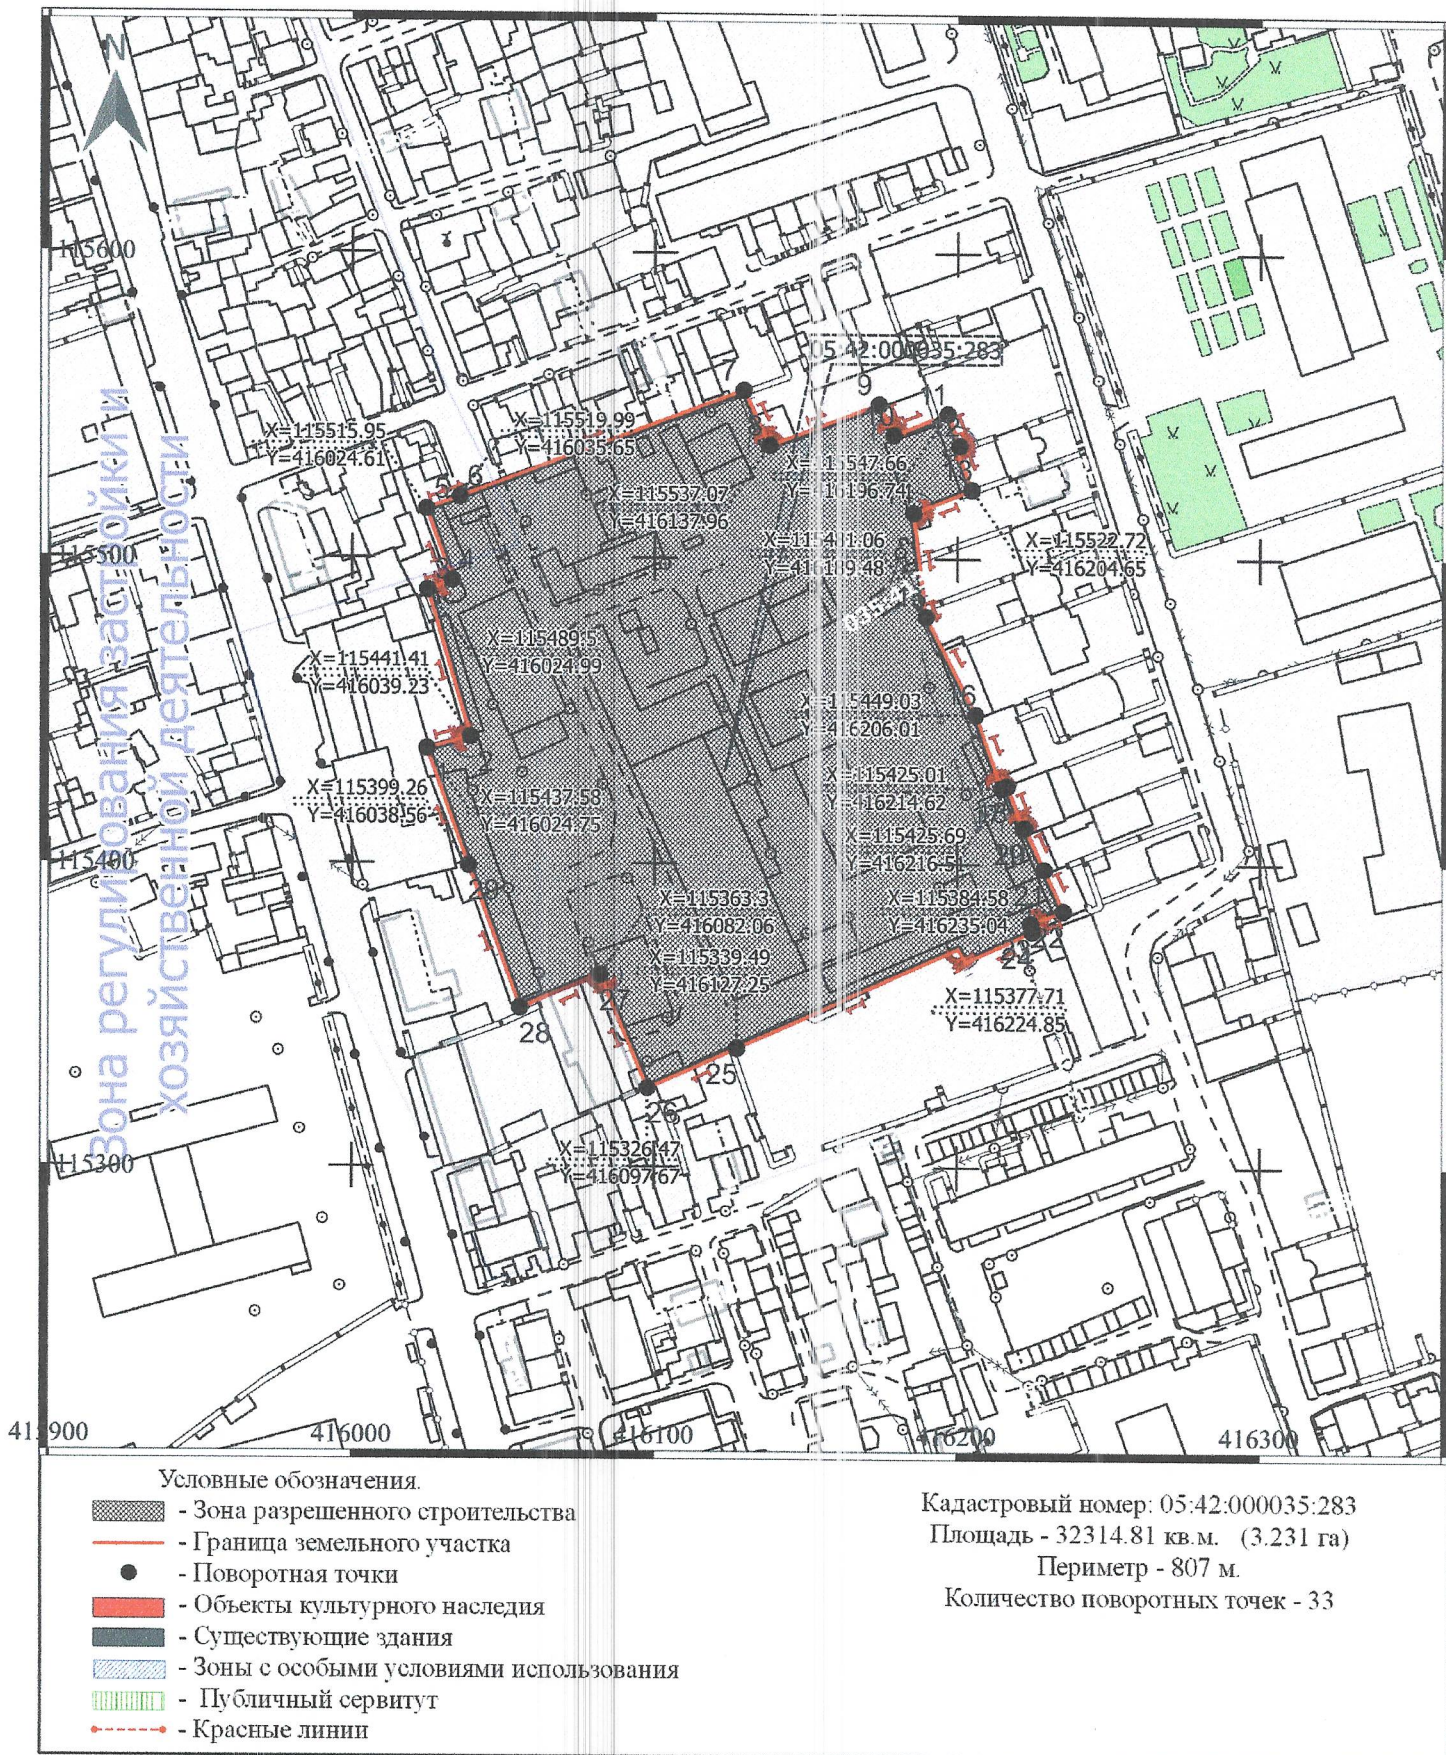 N
115600
05:42:000035:283
7
9
11
X=115515.95
Y=416024.61
X=115519.99
Y=416035.65
X=115547.66
Y=416196.74
5
6
X=115537.07
Y=416137.96
115500
Y=416189.48
X=115522.72
Y=416204.65
X=115489.5
Y=416024.99
X=115441.41
Y=416039.23
X=115449.03
Y=416206.01
16
X=115399.26
Y=416038.56
X=115437.58
Y=416024.75
X=115425.01
Y=416214.62
X=115425.69
Y=416216.5
115400
X=115363.3
Y=416082.06
X=115384.58
Y=416235.04
22
24
X=115339.49
Y=416127.25
X=115377.71
Y=416224.85
27
28
25
26
X=115326.47
Y=416097.67
115300
Зона регулирования застройки и
хозяйственной деятельности
416000
416100
416200
416300
Условные обозначения.
- Зона разрешенного строительства
- Граница земельного участка
- Поворотная точки
- Объекты культурного наследия
- Существующие здания
- Зоны с особыми условиями использования
- Публичный сервитут
- Красные линии
Кадастровый номер: 05:42:000035:283
Площадь - 32314.81 кв.м. (3.231 га)
Периметр - 807 м.
Количество поворотных точек - 33